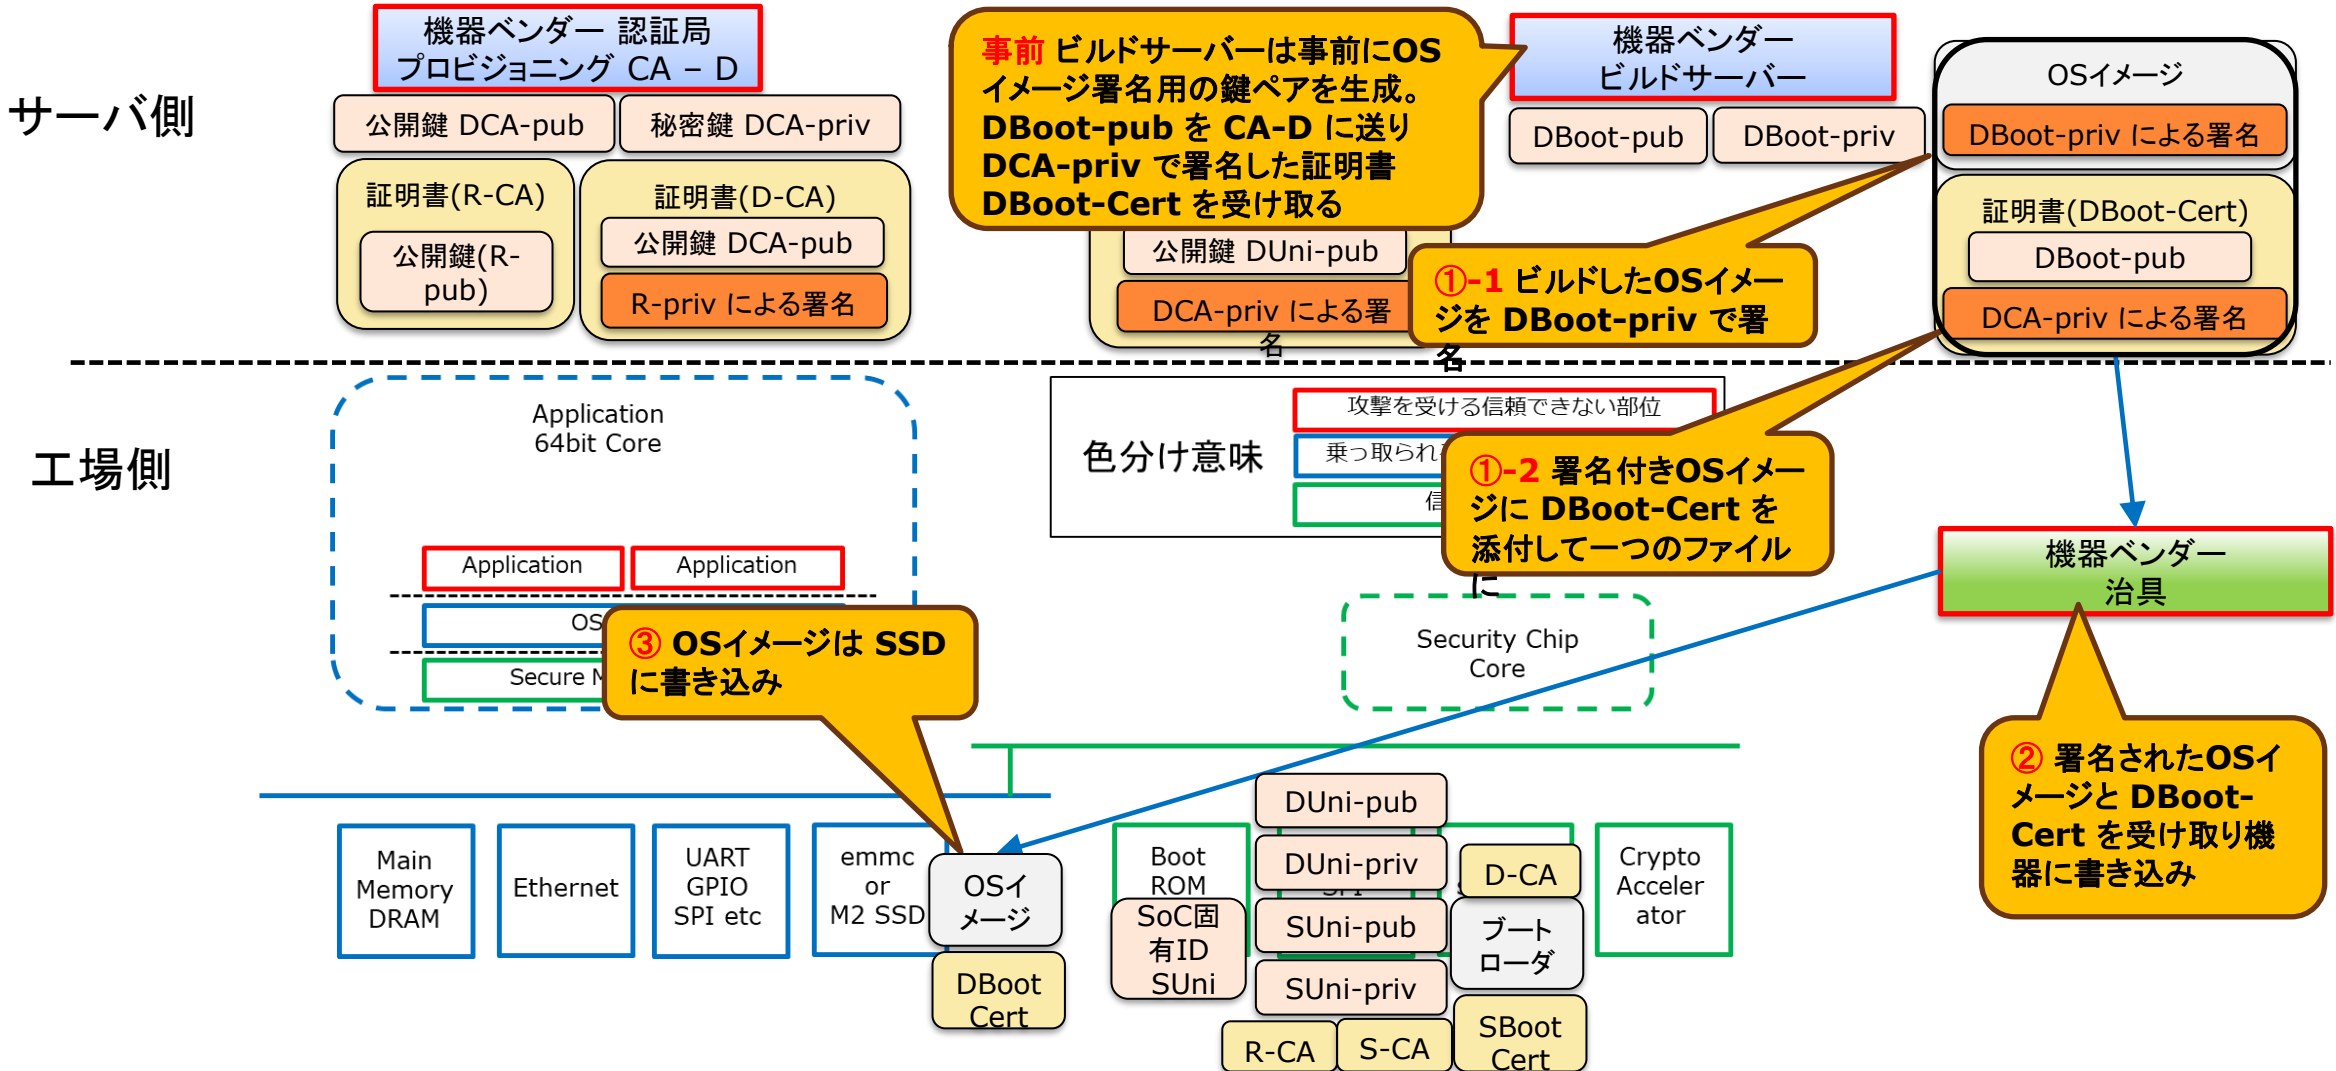 サーバ側
機器ベンダー 認証局
プロビジョニング CA – D
公開鍵 DCA-pub
秘密鍵 DCA-priv
証明書(R-CA)
公開鍵(R-
pub)
証明書(D-CA)
公開鍵 DCA-pub
R-priv による署名
事前 ビルドサーバーは事前にOS
イメージ署名用の鍵ペアを生成。
DBoot-pub を CA-D に送り
DCA-priv で署名した証明書
DBoot-Cert を受け取る
公開鍵 DUni-pub
DCA-priv による署
名
機器ベンダー
ビルドサーバー
DBoot-pub
DBoot-priv
OSイメージ
DBoot-priv による署名
証明書(DBoot-Cert)
DBoot-pub
DCA-priv による署名
①-1 ビルドしたOSイメー
ジを DBoot-priv で署
名
工場側
Application
64bit Core
Application
Application
OS
Secure M
色分け意味
攻撃を受ける信頼できない部位
乗っ取られ
信
①-2 署名付きOSイメー
ジに DBoot-Cert を
添付して一つのファイル
に
機器ベンダー
治具
③ OSイメージは SSD
に書き込み
Security Chip
Core
② 署名されたOSイ
メージと DBoot-
Cert を受け取り機
器に書き込み
Main
Memory
DRAM
Ethernet
UART
GPIO
SPI etc
emmc
or
M2 SSD
OSイ
メージ
DBoot
Cert
Boot
ROM
SoC固
有ID
SUni
DUni-pub
DUni-priv
SPI
SUni-pub
SUni-priv
D-CA
ブート
ローダ
SBoot
Cert
R-CA
S-CA
Crypto
Acceler
ator